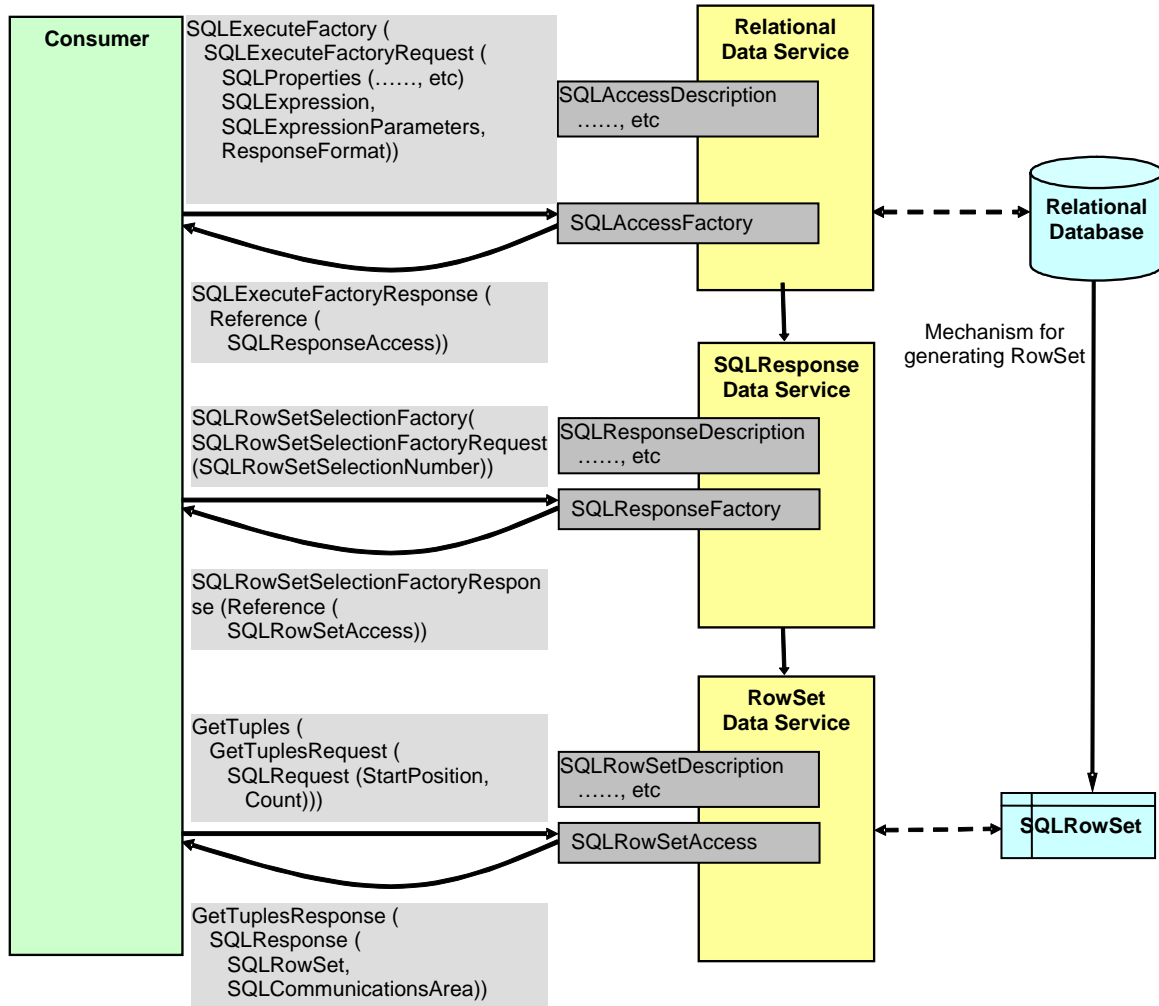 Consumer
SQLExecuteFactory (
SQLExecuteFactoryRequest (
SQLProperties (……, etc)
SQLExpression,
SQLExpressionParameters,
ResponseFormat))
Relational
Data Service
SQLAccessDescription
……, etc
SQLAccessFactory
Relational
Database
SQLExecuteFactoryResponse (
Reference (
SQLResponseAccess))
Mechanism for
generating RowSet
SQLResponse
Data Service
SQLRowSetSelectionFactory(
SQLRowSetSelectionFactoryRequest
(SQLRowSetSelectionNumber))
SQLResponseDescription
……, etc
SQLResponseFactory
SQLRowSetSelectionFactoryRespon
se (Reference (
SQLRowSetAccess))
RowSet
Data Service
GetTuples (
GetTuplesRequest (
SQLRequest (StartPosition,
Count)))
SQLRowSetDescription
……, etc
SQLRowSetAccess
SQLRowSet
GetTuplesResponse (
SQLResponse (
SQLRowSet,
SQLCommunicationsArea))